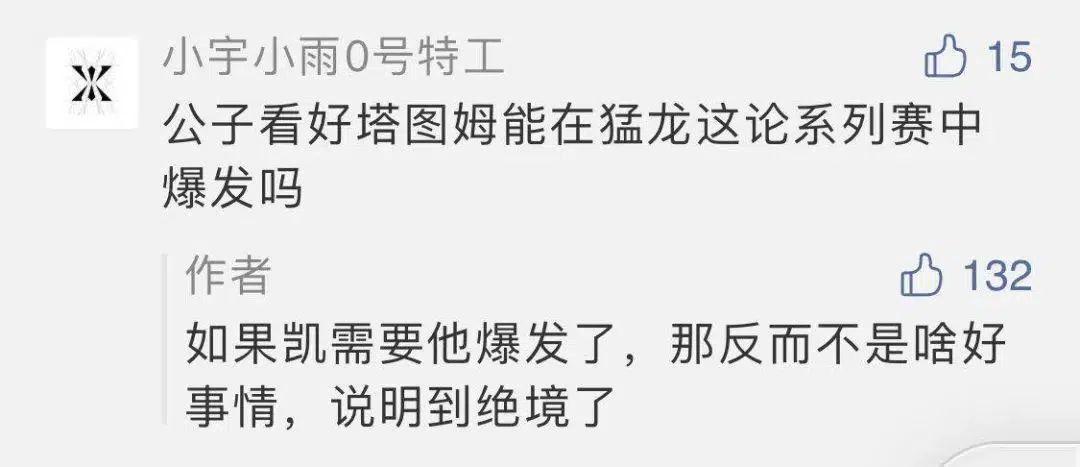 小宇小雨0号特工
15
公子看好塔图姆能在猛龙这论系列赛中
爆发吗
作者
132
如果凯需要他爆发了，那反而不是啥好
事情，说明到绝境了